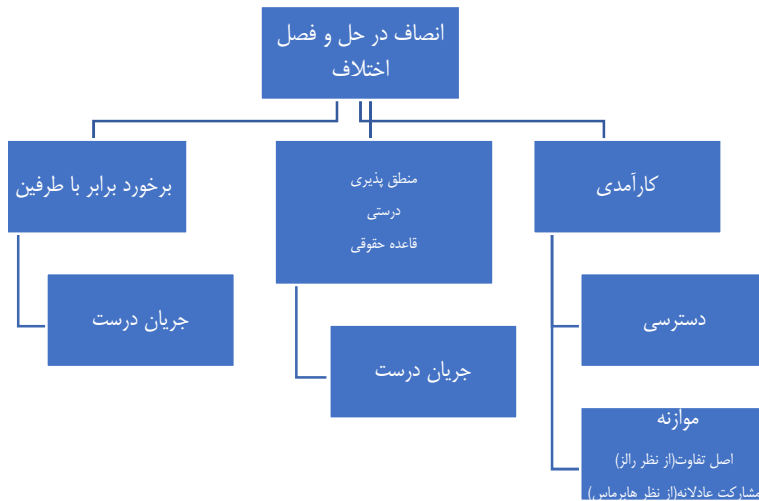 انصاف در حل و فصل
اختلاف
کارآمدی
دسترسی
موازنه
اصل تفاوت(از نظر رالز)
مشارکت عادلانه(از نظر هابرماس)
منطق پذیری
درستی
قاعده حقوقی
جریان درست
برخورد برابر با طرفین
جریان درست